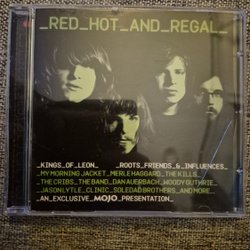 _RED_HOT_AND_REGAL_
_KINGS_OF_LEON_ _ROOTS_FRIENDS_&_INFLUENCES_
_MY MORNING JACKET_MERLE HAGGARD_THE KILLS_
_THE CRIBS_THE BAND_DAN AUERBACH_WOODY GUTHRIE_
_JASON LYTLE_CLINIC_SOLEDAD BROTHERS_AND MORE_
_AN_EXCLUSIVE_MOJO_PRESENTATION_